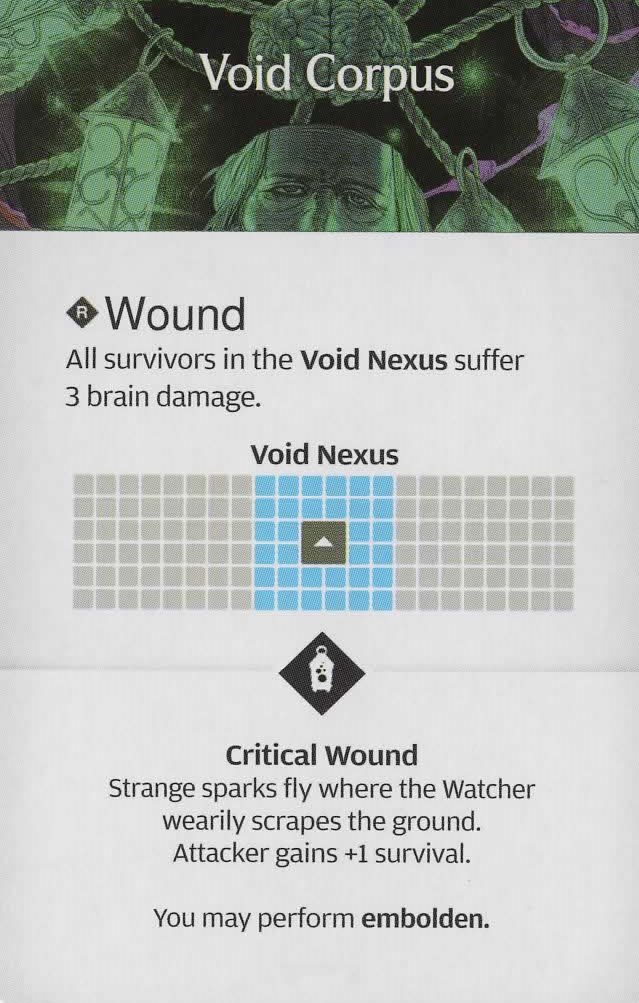 Void Corpus
R Wound
All survivors in the Void Nexus suffer
3 brain damage.
Void Nexus
Critical Wound
Strange sparks fly where the Watcher
wearily scrapes the ground.
Attacker gains +1 survival.
You may perform embolden.